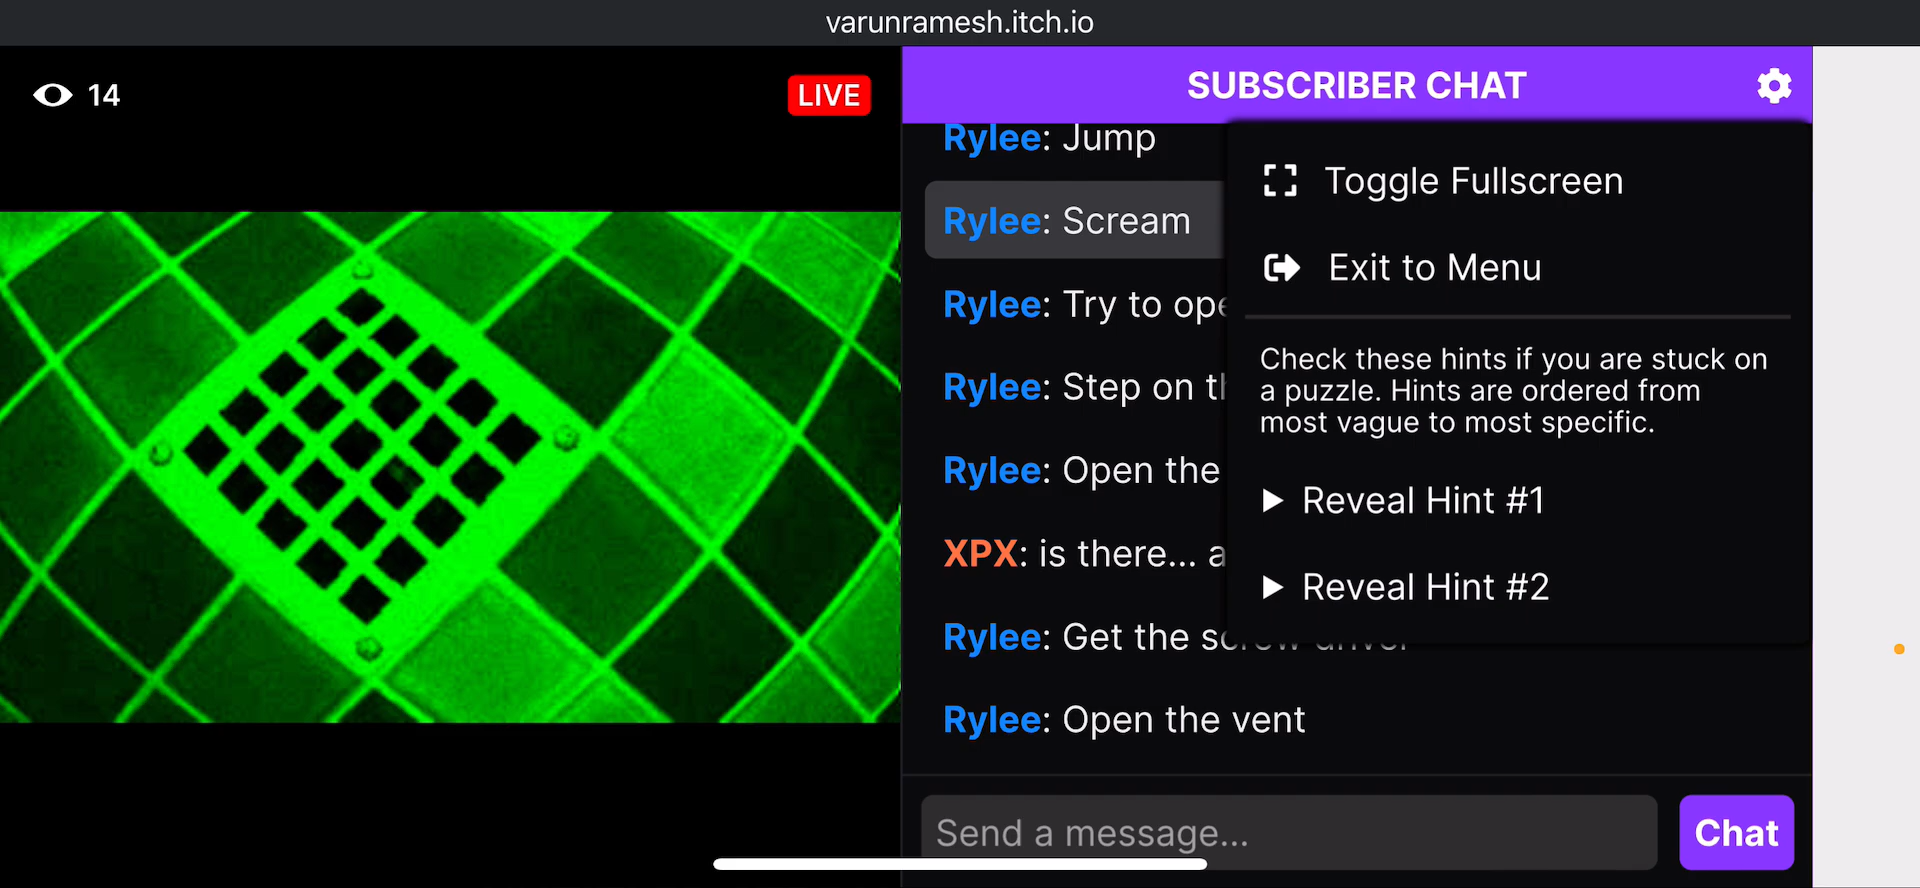 varunramesh.itch.io
14
LIVE
SUBSCRIBER CHAT
Rylee: Jump
Rylee: Scream
Rylee: Try to
Rylee: Step on
Rylee: Open the
XPX: is there...
Rylee: Get the
Rylee: Open the vent
Toggle Fullscreen
Exit to Menu
Check these hints if you are stuck on
a puzzle. Hints are ordered from
most vague to most specific.
Reveal Hint #1
Reveal Hint #2
Send a message...
Chat